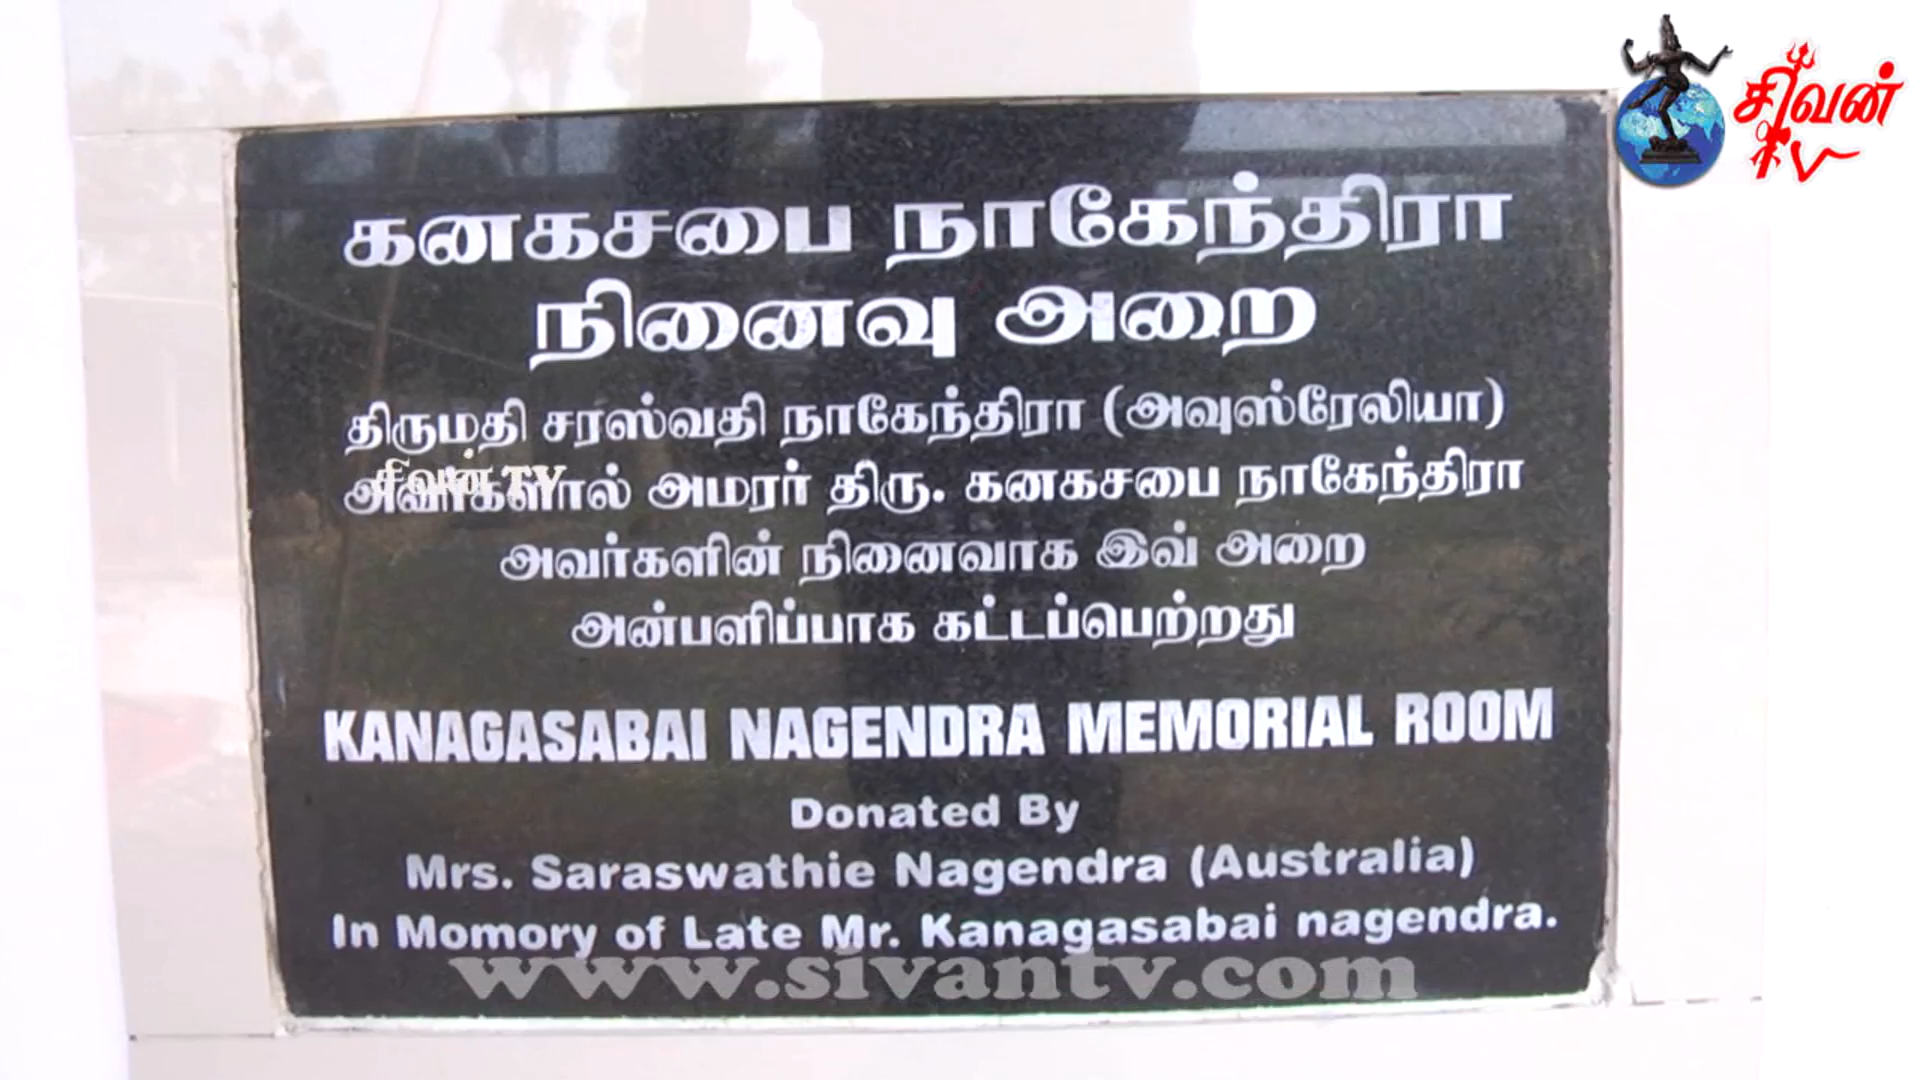 சிவன்
TV
கனகசபை நாகேந்திரா
நினைவு அறை
திருமதி சரஸ்வதி நாகேந்திரா (அவுஸ்ரேலியா)
அவர்களால் அமரர் திரு. கனகசபை நாகேந்திரா
சிவன் TV
அவர்களின் நினைவாக இவ் அறை
அன்பளிப்பாக கட்டப்பெற்றது
KANAGASABAI NAGENDRA MEMORIAL ROOM
Donated By
Mrs. Saraswathie Nagendra (Australia)
In Momory of Late Mr. Kanagasabai nagendra.
www.sivantv.com